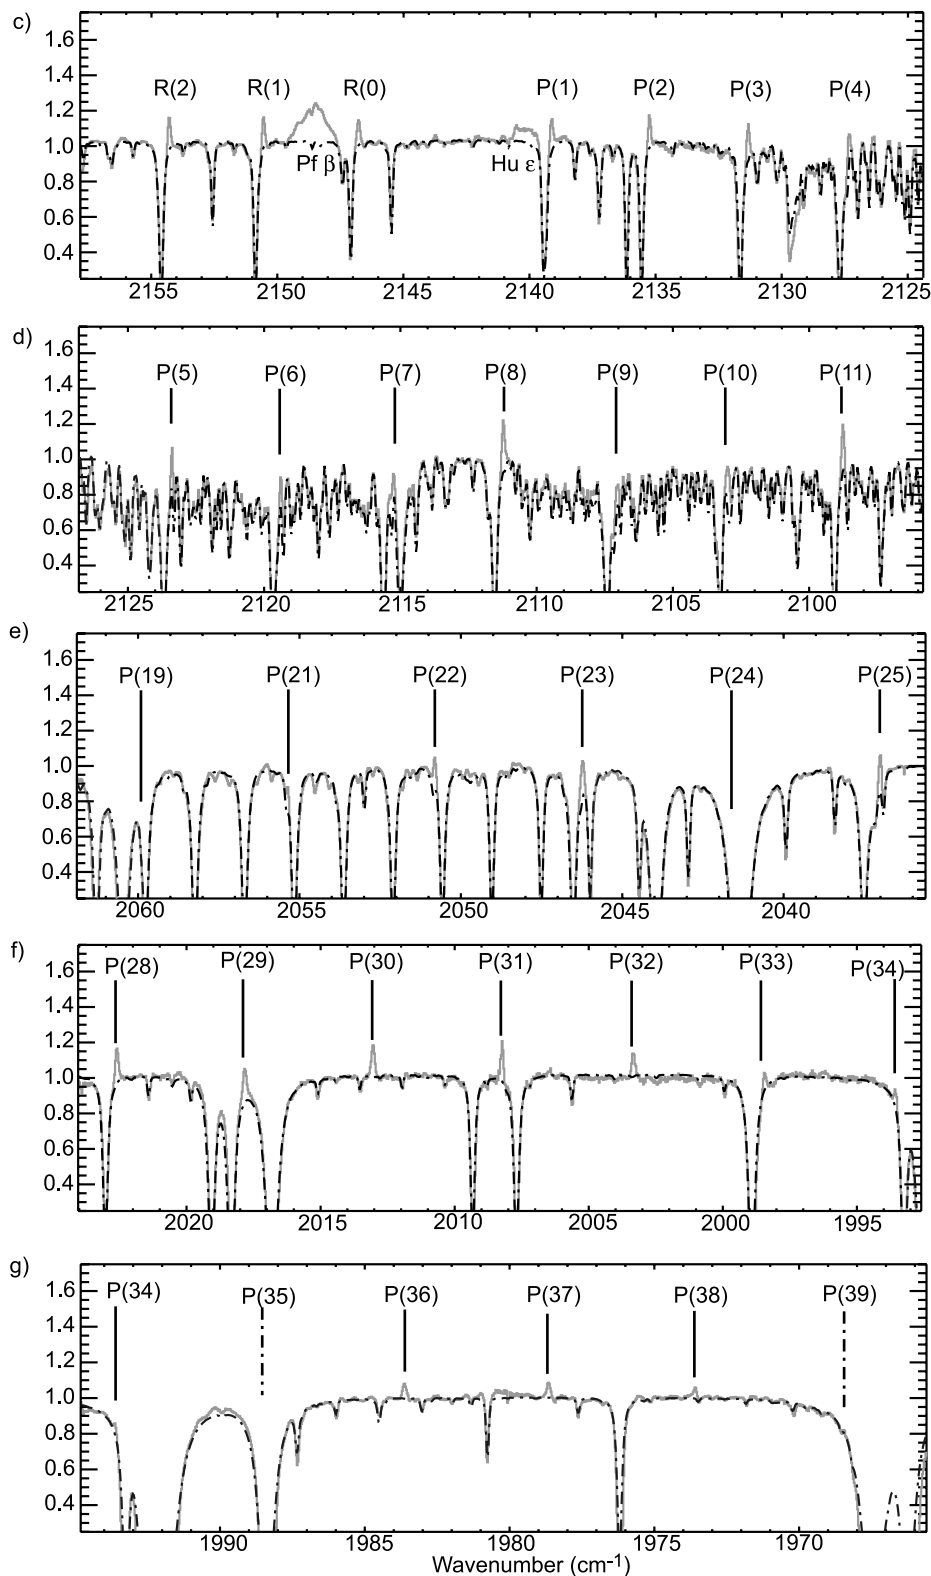 c)
1.6
1.4
1.2
1.0
0.8
0.6
0.4
R(2) R(1) R(0) P(1) P(2) P(3) P(4)
Pf β Hu ε
2155 2150 2145 2140 2135 2130 2125
d)
1.6
1.4
1.2
1.0
0.8
0.6
0.4
P(5) P(6) P(7) P(8) P(9) P(10) P(11)
2125 2120 2115 2110 2105 2100
e)
1.6
1.4
1.2
1.0
0.8
0.6
0.4
P(19) P(21) P(22) P(23) P(24) P(25)
2060 2055 2050 2045 2040
f)
1.6
1.4
1.2
1.0
0.8
0.6
0.4
P(28) P(29) P(30) P(31) P(32) P(33) P(34)
2020 2015 2010 2005 2000 1995
g)
1.6
1.4
1.2
1.0
0.8
0.6
0.4
P(34) P(35) P(36) P(37) P(38) P(39)
1990 1985 1980 1975 1970
Wavenumber (cm-1)